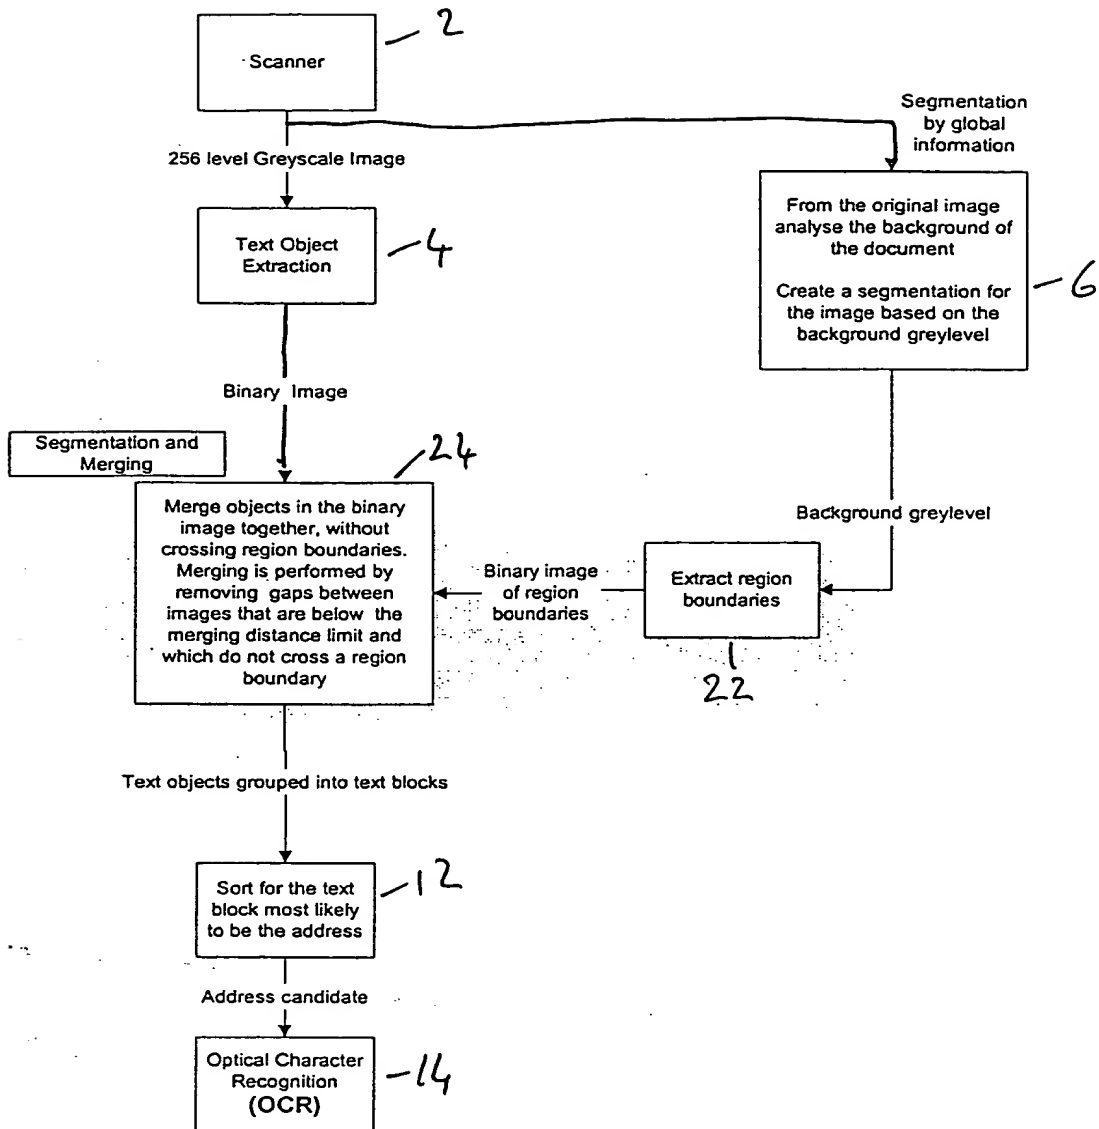 2
Scanner
Segmentation
by global
information
256 level Greyscale Image
From the original image
analyse the background of
the document
Create a segmentation for
the image based on the
background greylevel
6
Text Object
Extraction
4
Binary Image
Segmentation and
Merging
24
Merge objects in the binary
image together, without
crossing region boundaries.
Merging is performed by
removing gaps between
images that are below the
merging distance limit and
which do not cross a region
boundary
Background greylevel
Binary image
of region
boundaries
Extract region
boundaries
22
Text objects grouped into text blocks
Sort for the text
block most likely
to be the address
12
Address candidate
Optical Character
Recognition
(OCR)
14